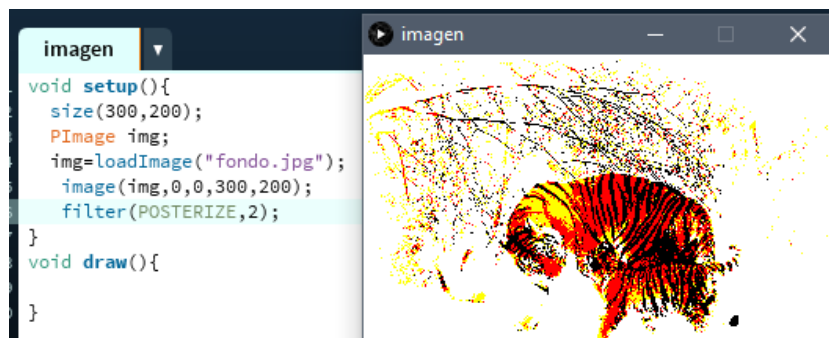 imagen
void setup(){
size(300,200);
PImage img;
img=loadImage("fondo.jpg");
image(img,0,0,300,200);
filter(POSTERIZE,2);
}
void draw(){
}
imagen